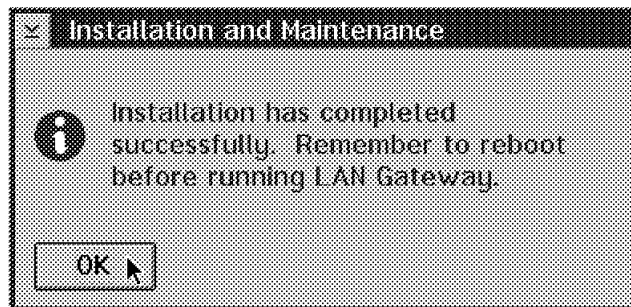 Installation and Maintenance
Installation has completed
successfully. Remember to reboot
before running LAN Gateway.
OK